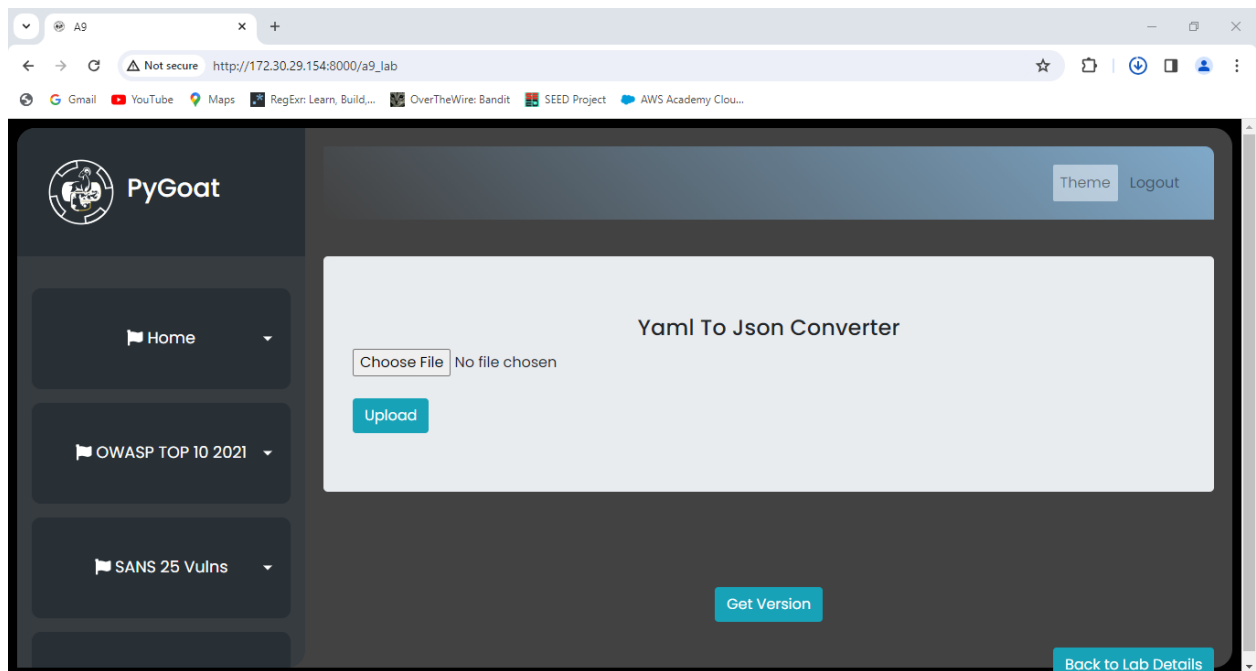 A9
Not secure http://172.30.29.154:8000/a9_lab
Gmail YouTube Maps RegExr: Learn, Build,... OverTheWire: Bandit SEED Project AWS Academy Clou...
PyGoat
Theme Logout
Home
OWASP TOP 10 2021
SANS 25 Vulns
Yaml To Json Converter
Choose File No file chosen
Upload
Get Version
Back to Lab Details